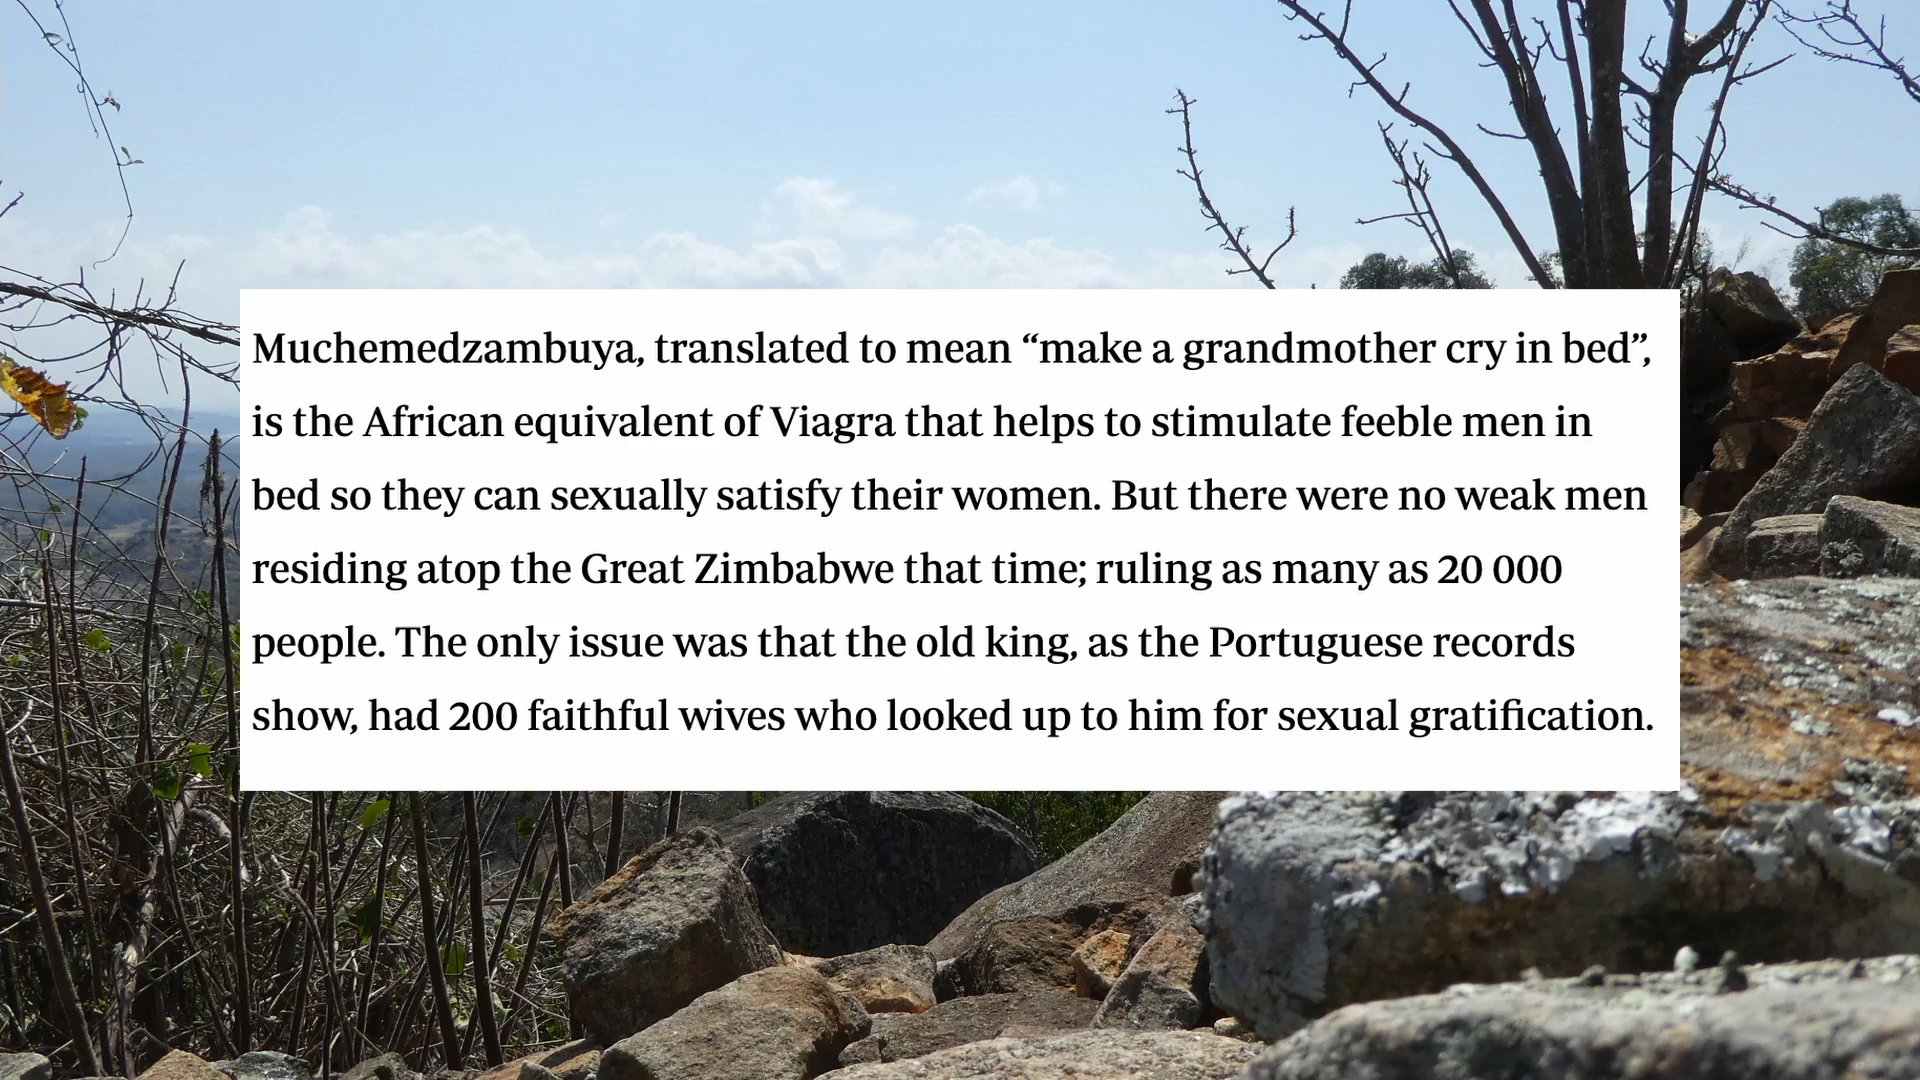 Muchemedzambuya, translated to mean “make a grandmother cry in bed”,
is the African equivalent of Viagra that helps to stimulate feeble men in
bed so they can sexually satisfy their women. But there were no weak men
residing atop the Great Zimbabwe that time; ruling as many as 20 000
people. The only issue was that the old king, as the Portuguese records
show, had 200 faithful wives who looked up to him for sexual gratification.